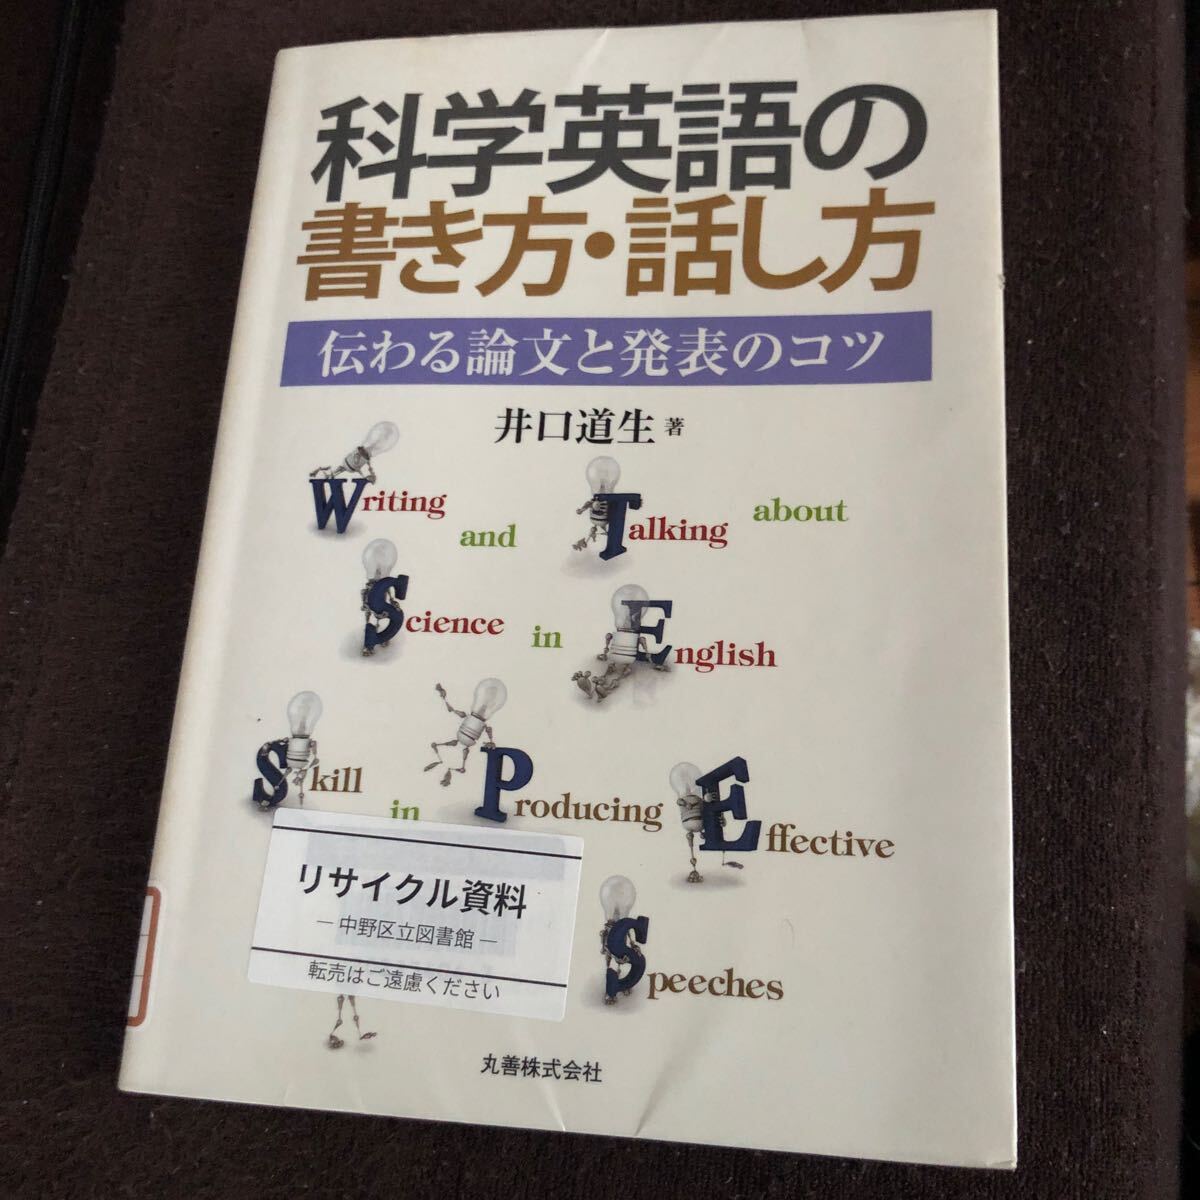 科学英語の
書き方・話し方
伝わる論文と発表のコツ
井口道生 著
Writing
and
Talking
about
Science
in
English
Skill
in
Producing
Effective
Speeches
リサイクル資料
― 中野区立図書館 ―
転売はご遠慮ください
丸善株式会社